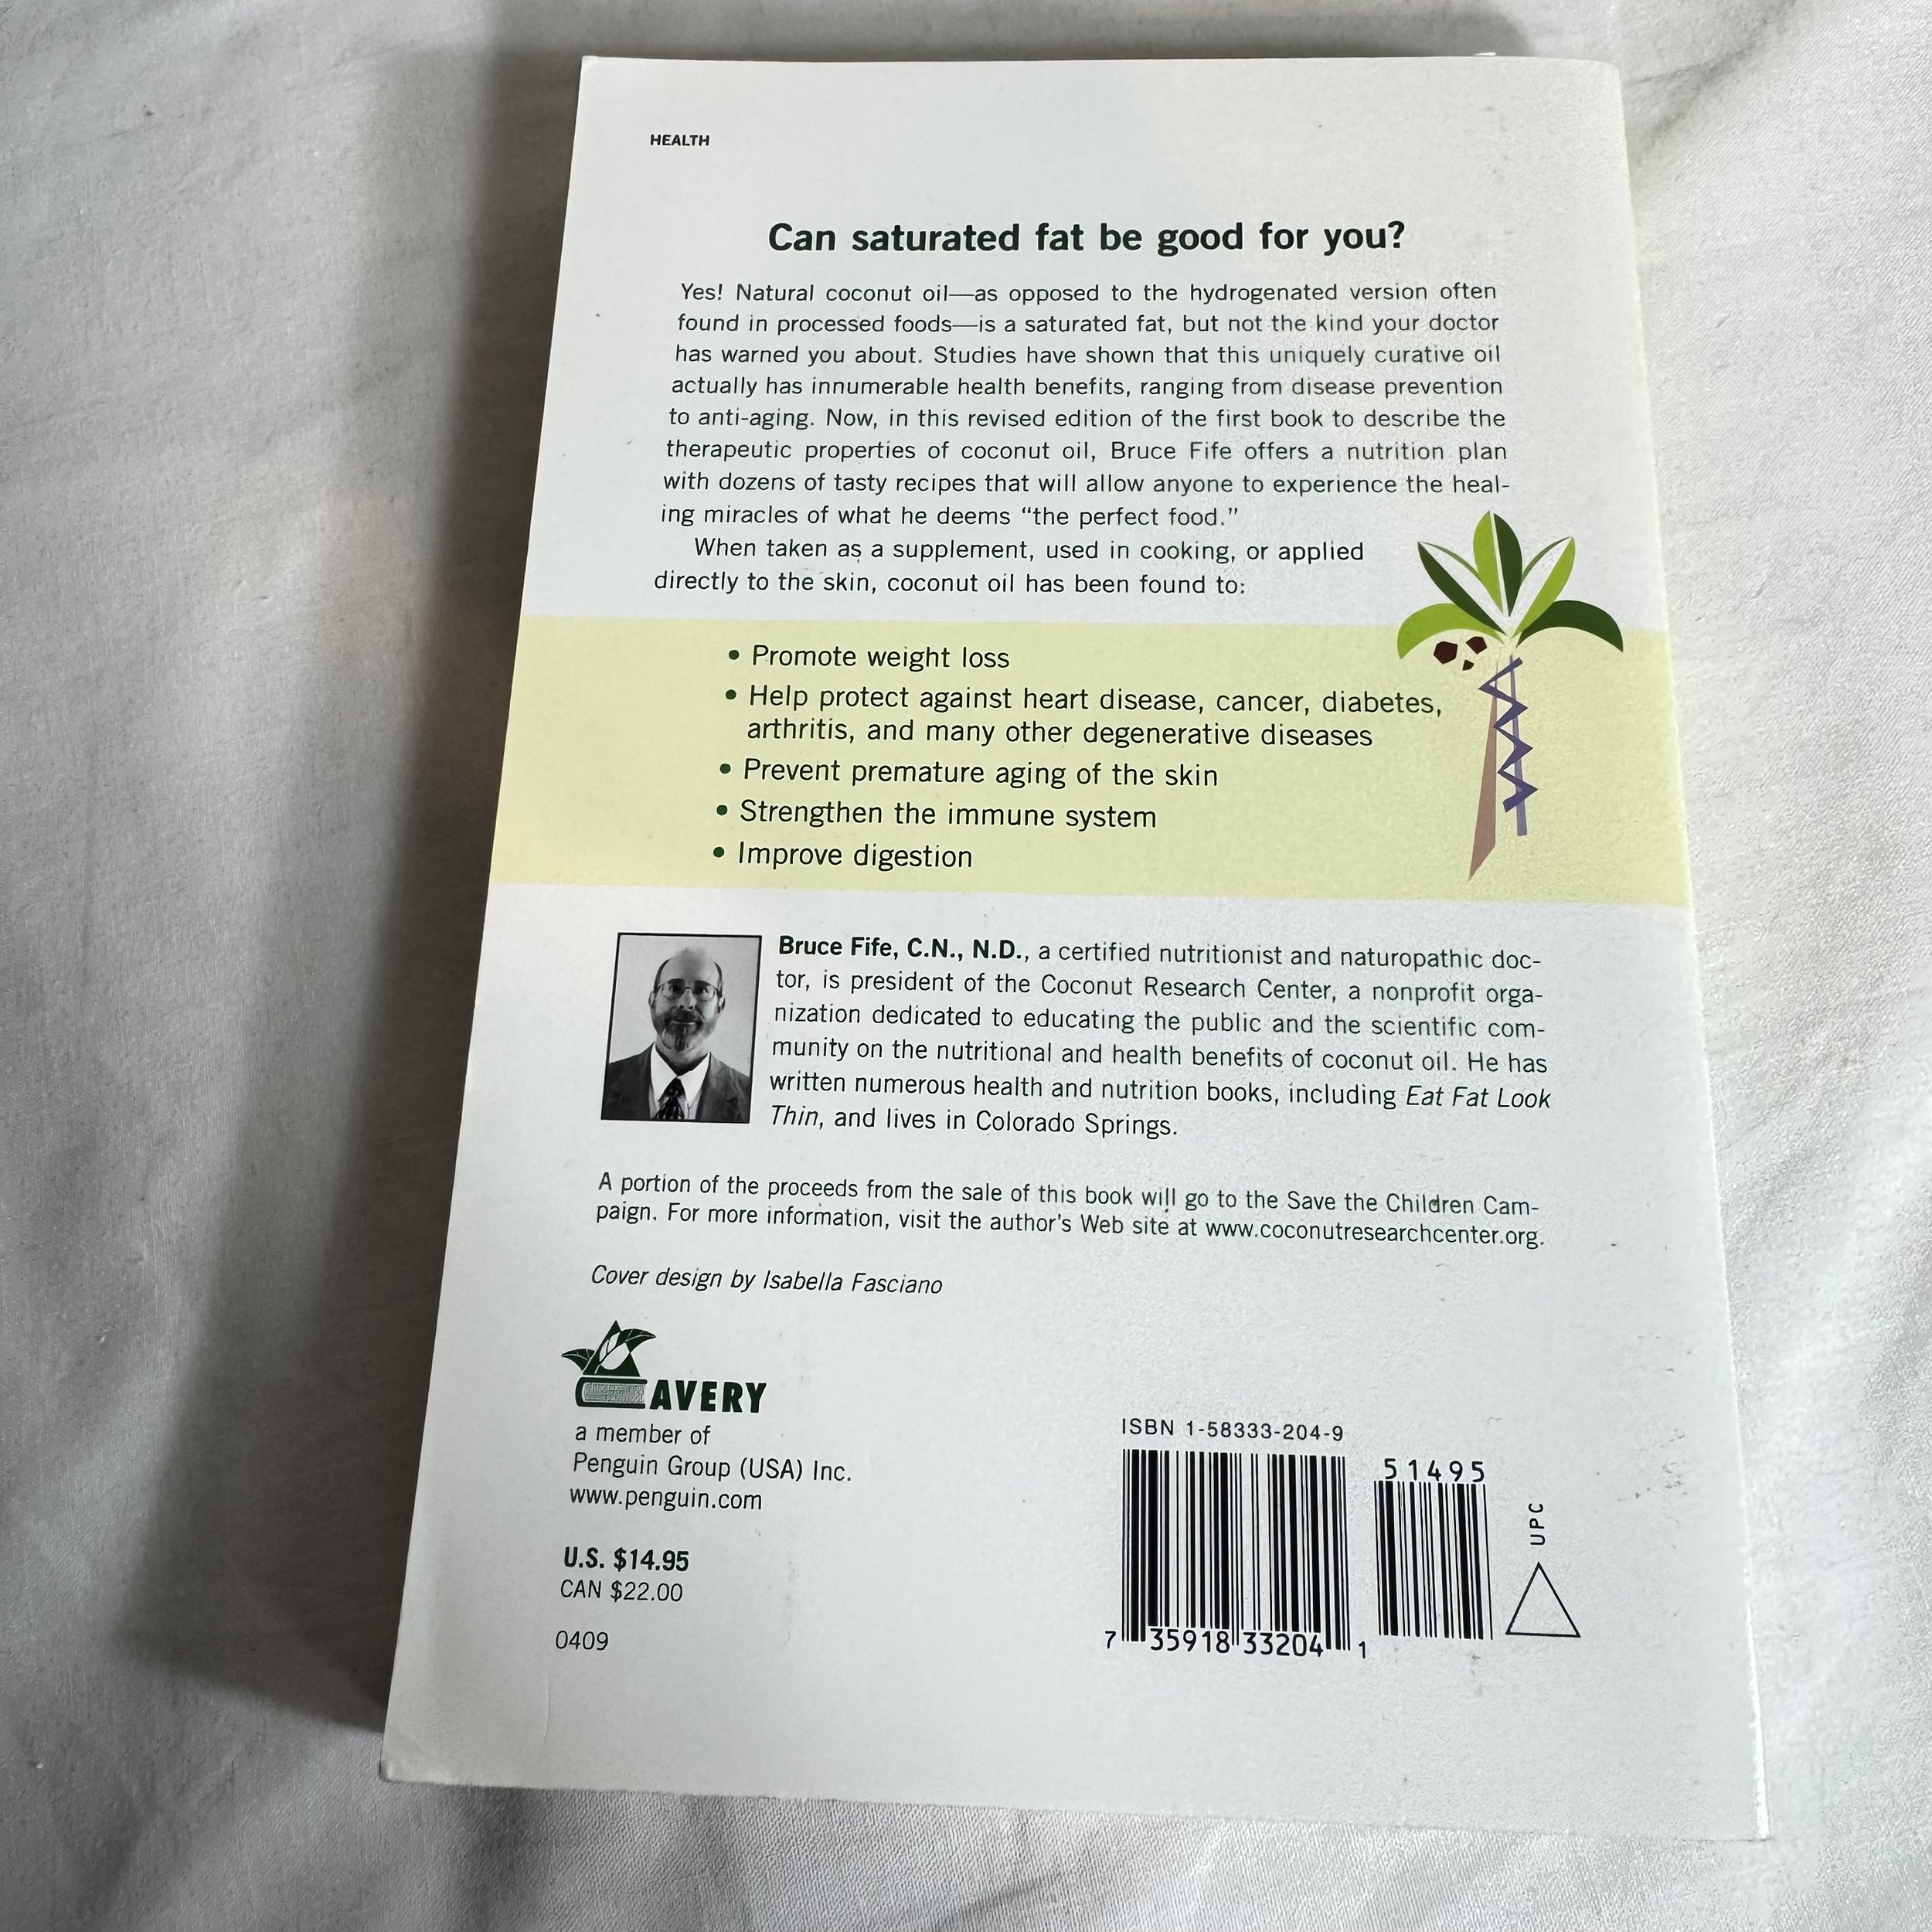 HEALTH
Can saturated fat be good for you?
Yes! Natural coconut oil—as opposed to the hydrogenated version often
found in processed foods—is a saturated fat, but not the kind your doctor
has warned you about. Studies have shown that this uniquely curative oil
actually has innumerable health benefits, ranging from disease prevention
to anti-aging. Now, in this revised edition of the first book to describe the
therapeutic properties of coconut oil, Bruce Fife offers a nutrition plan
with dozens of tasty recipes that will allow anyone to experience the heal-
ing miracles of what he deems “the perfect food.”
When taken as a supplement, used in cooking, or applied
directly to the skin, coconut oil has been found to:
• Promote weight loss
• Help protect against heart disease, cancer, diabetes,
arthritis, and many other degenerative diseases
• Prevent premature aging of the skin
• Strengthen the immune system
• Improve digestion
Bruce Fife, C.N., N.D., a certified nutritionist and naturopathic doc-
tor, is president of the Coconut Research Center, a nonprofit orga-
nization dedicated to educating the public and the scientific com-
munity on the nutritional and health benefits of coconut oil. He has
written numerous health and nutrition books, including Eat Fat Look
Thin, and lives in Colorado Springs.
A portion of the proceeds from the sale of this book will go to the Save the Children Cam-
paign. For more information, visit the author's Web site at www.coconutresearchcenter.org.
Cover design by Isabella Fasciano
AVERY
a member of
Penguin Group (USA) Inc.
www.penguin.com
U.S. $14.95
CAN $22.00
0409
ISBN 1-58333-204-9
51495
UPC
7 35918 33204 1